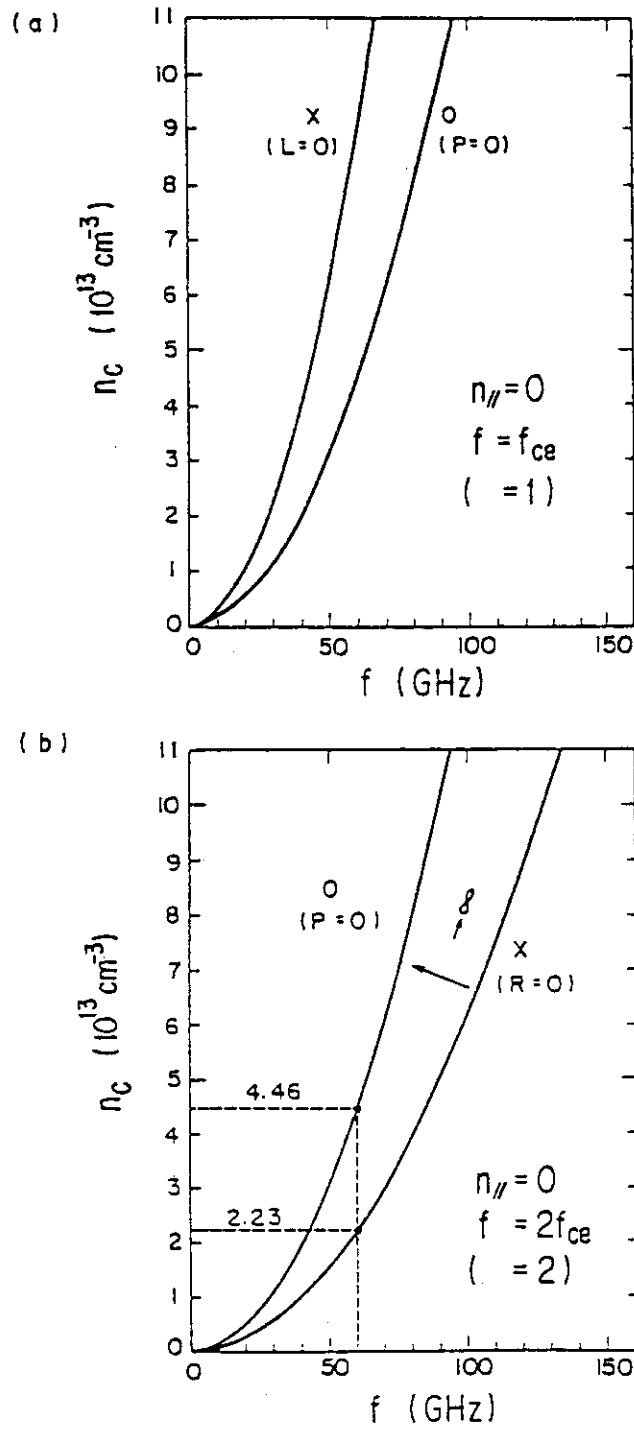 (a)
11
10
9
8
7
6
5
4
3
2
1
0
n_c (10^13 cm^-3)
X
(L=0)
O
(P=0)
n_// = 0
f = f_ce
( =1)
0 50 100 150
f (GHz)
(b)
11
10
9
8
7
6
5
4
3
2
1
0
n_c (10^13 cm^-3)
O
(P=0)
X
(R=0)
4.46
2.23
n_// = 0
f = 2f_ce
( =2)
0 50 100 150
f (GHz)